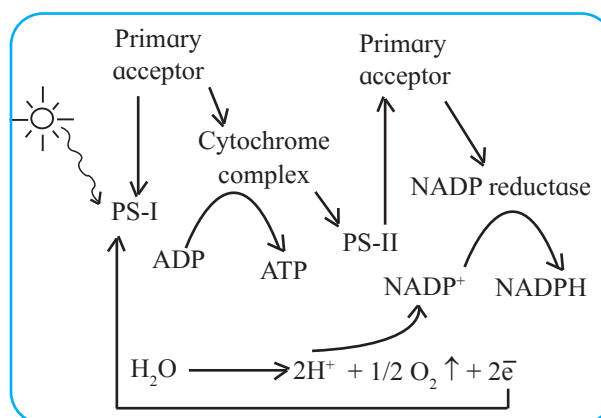 Primary
acceptor
Primary
acceptor
Cytochrome
complex
NADP reductase
PS-I
PS-II
ADP
ATP
NADP⁺
NADPH
H₂O
2H⁺ + 1/2 O₂ ↑ + 2e̅